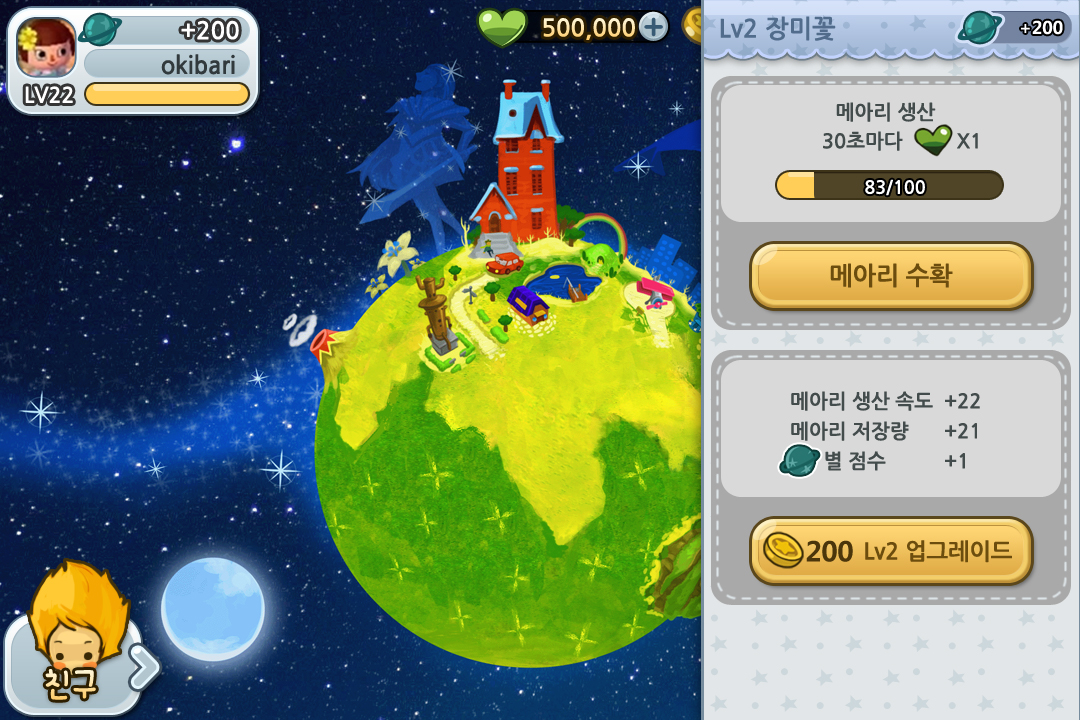 +200
okibari
LV22
500,000
Lv2 장미꽃
+200
메아리 생산
30초마다 X1
83/100
메아리 수확
메아리 생산 속도 +22
메아리 저장량 +21
별 점수 +1
200 Lv2 업그레이드
친구